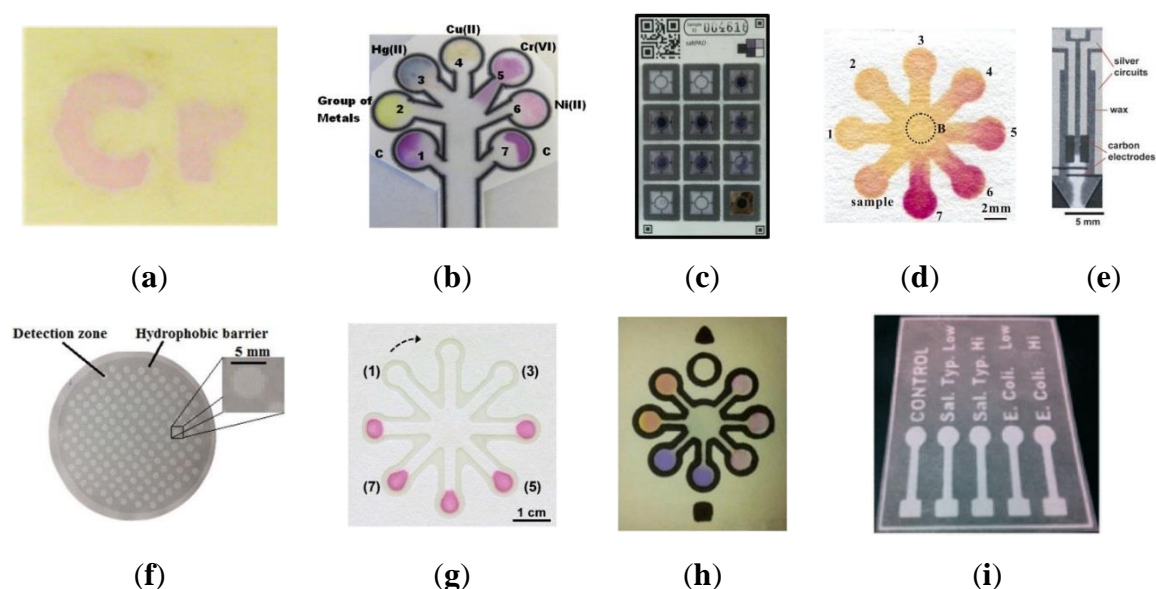 Cr
(a)
Cu(II)
Hg(II)
Cr(VI)
4
3
5
Group of
Metals
2
6
Ni(II)
C
1
7
C
(b)
004616
saltPAD
(c)
3
2
4
1
B
5
sample
6
7
2mm
(d)
silver
circuits
wax
carbon
electrodes
5 mm
(e)
Detection zone
Hydrophobic barrier
5 mm
(f)
(1)
(3)
(7)
(5)
1 cm
(g)
(h)
CONTROL
Sal. Typ. Low
Sal. Typ. Hi
E. Coli. Low
E. Coli. Hi
(i)